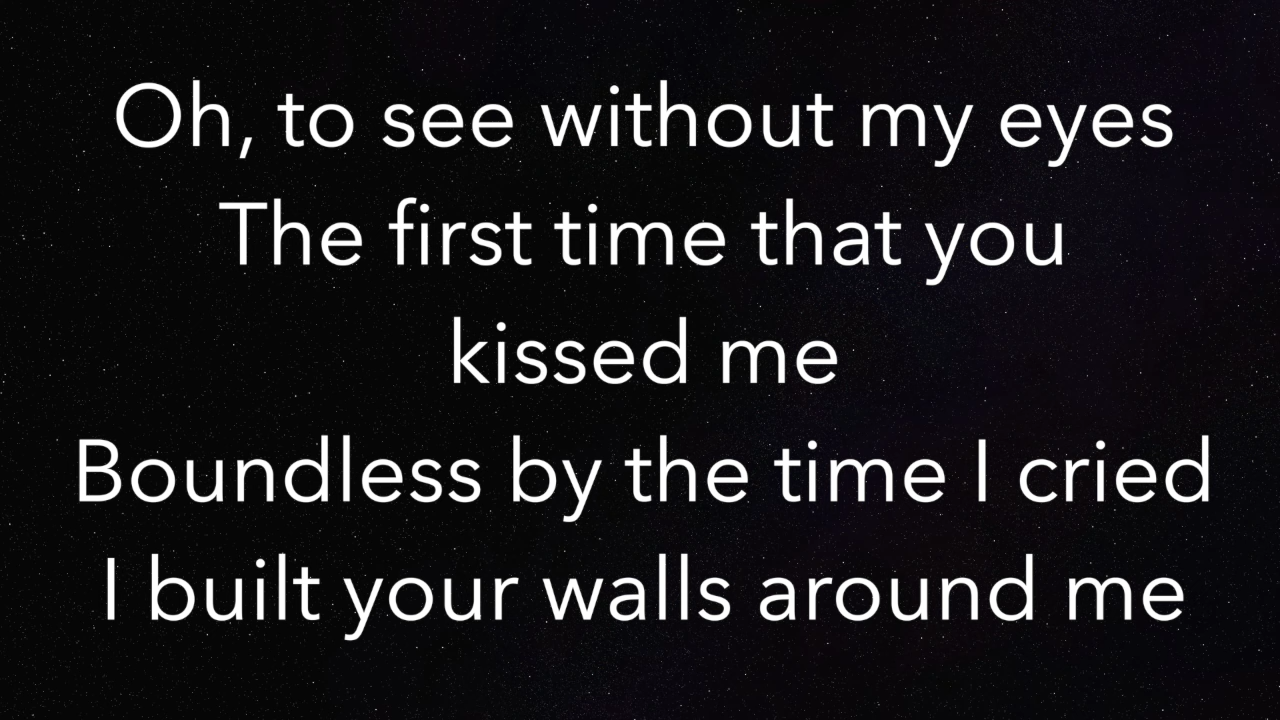 Oh, to see without my eyes
The first time that you
kissed me
Boundless by the time I cried
I built your walls around me